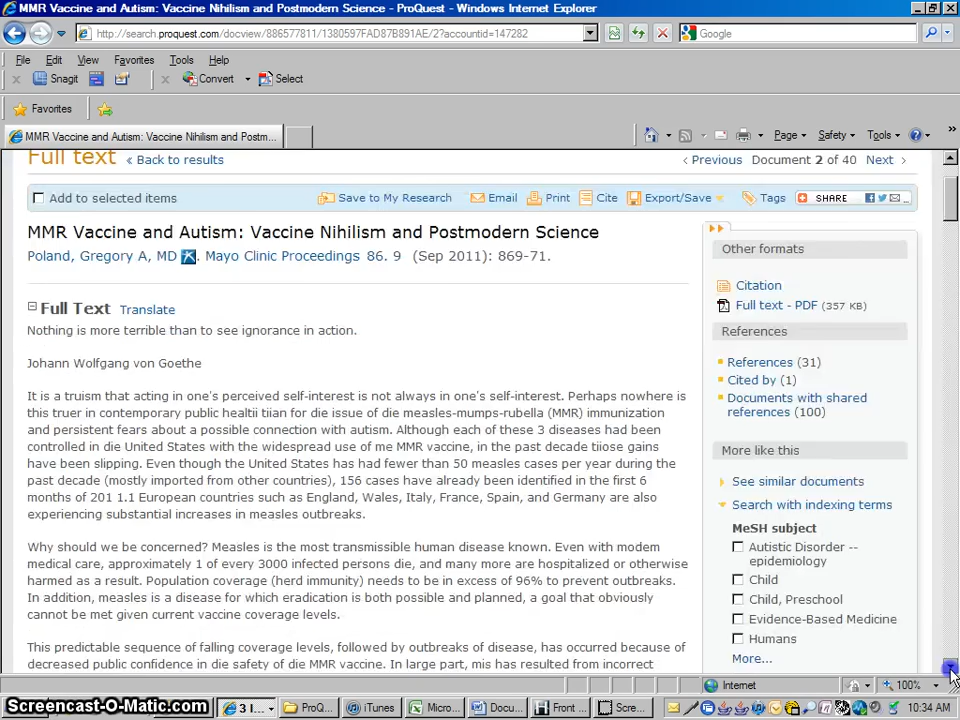 MMR Vaccine and Autism: Vaccine Nihilism and Postmodern Science - ProQuest - Windows Internet Explorer
http://search.proquest.com/docview/886577811/1380597FAD87B891AE/2?accountid=147282
Google
File Edit View Favorites Tools Help
Snagit Convert Select
Favorites
MMR Vaccine and Autism: Vaccine Nihilism and Postm...
Page Safety Tools
Full text « Back to results
‹ Previous Document 2 of 40 Next ›
Add to selected items
Save to My Research Email Print Cite Export/Save Tags SHARE
MMR Vaccine and Autism: Vaccine Nihilism and Postmodern Science
Poland, Gregory A, MD . Mayo Clinic Proceedings 86. 9 (Sep 2011): 869-71.
Full Text Translate
Nothing is more terrible than to see ignorance in action.
Johann Wolfgang von Goethe
It is a truism that acting in one's perceived self-interest is not always in one's self-interest. Perhaps nowhere is
this truer in contemporary public healtii tiian for die issue of die measles-mumps-rubella (MMR) immunization
and persistent fears about a possible connection with autism. Although each of these 3 diseases had been
controlled in die United States with the widespread use of me MMR vaccine, in the past decade tiiose gains
have been slipping. Even though the United States has had fewer than 50 measles cases per year during the
past decade (mostly imported from other countries), 156 cases have already been identified in the first 6
months of 201 1.1 European countries such as England, Wales, Italy, France, Spain, and Germany are also
experiencing substantial increases in measles outbreaks.
Why should we be concerned? Measles is the most transmissible human disease known. Even with modem
medical care, approximately 1 of every 3000 infected persons die, and many more are hospitalized or otherwise
harmed as a result. Population coverage (herd immunity) needs to be in excess of 96% to prevent outbreaks.
In addition, measles is a disease for which eradication is both possible and planned, a goal that obviously
cannot be met given current vaccine coverage levels.
This predictable sequence of falling coverage levels, followed by outbreaks of disease, has occurred because of
decreased public confidence in die safety of die MMR vaccine. In large part, mis has resulted from incorrect
Other formats
Citation
Full text - PDF (357 KB)
References
References (31)
Cited by (1)
Documents with shared
references (100)
More like this
See similar documents
Search with indexing terms
MeSH subject
Autistic Disorder --
epidemiology
Child
Child, Preschool
Evidence-Based Medicine
Humans
More...
Internet 100%
Screencast-O-Matic.com
3 I... ProQ... iTunes Micro... Docu... Front ... Scre... 10:34 AM